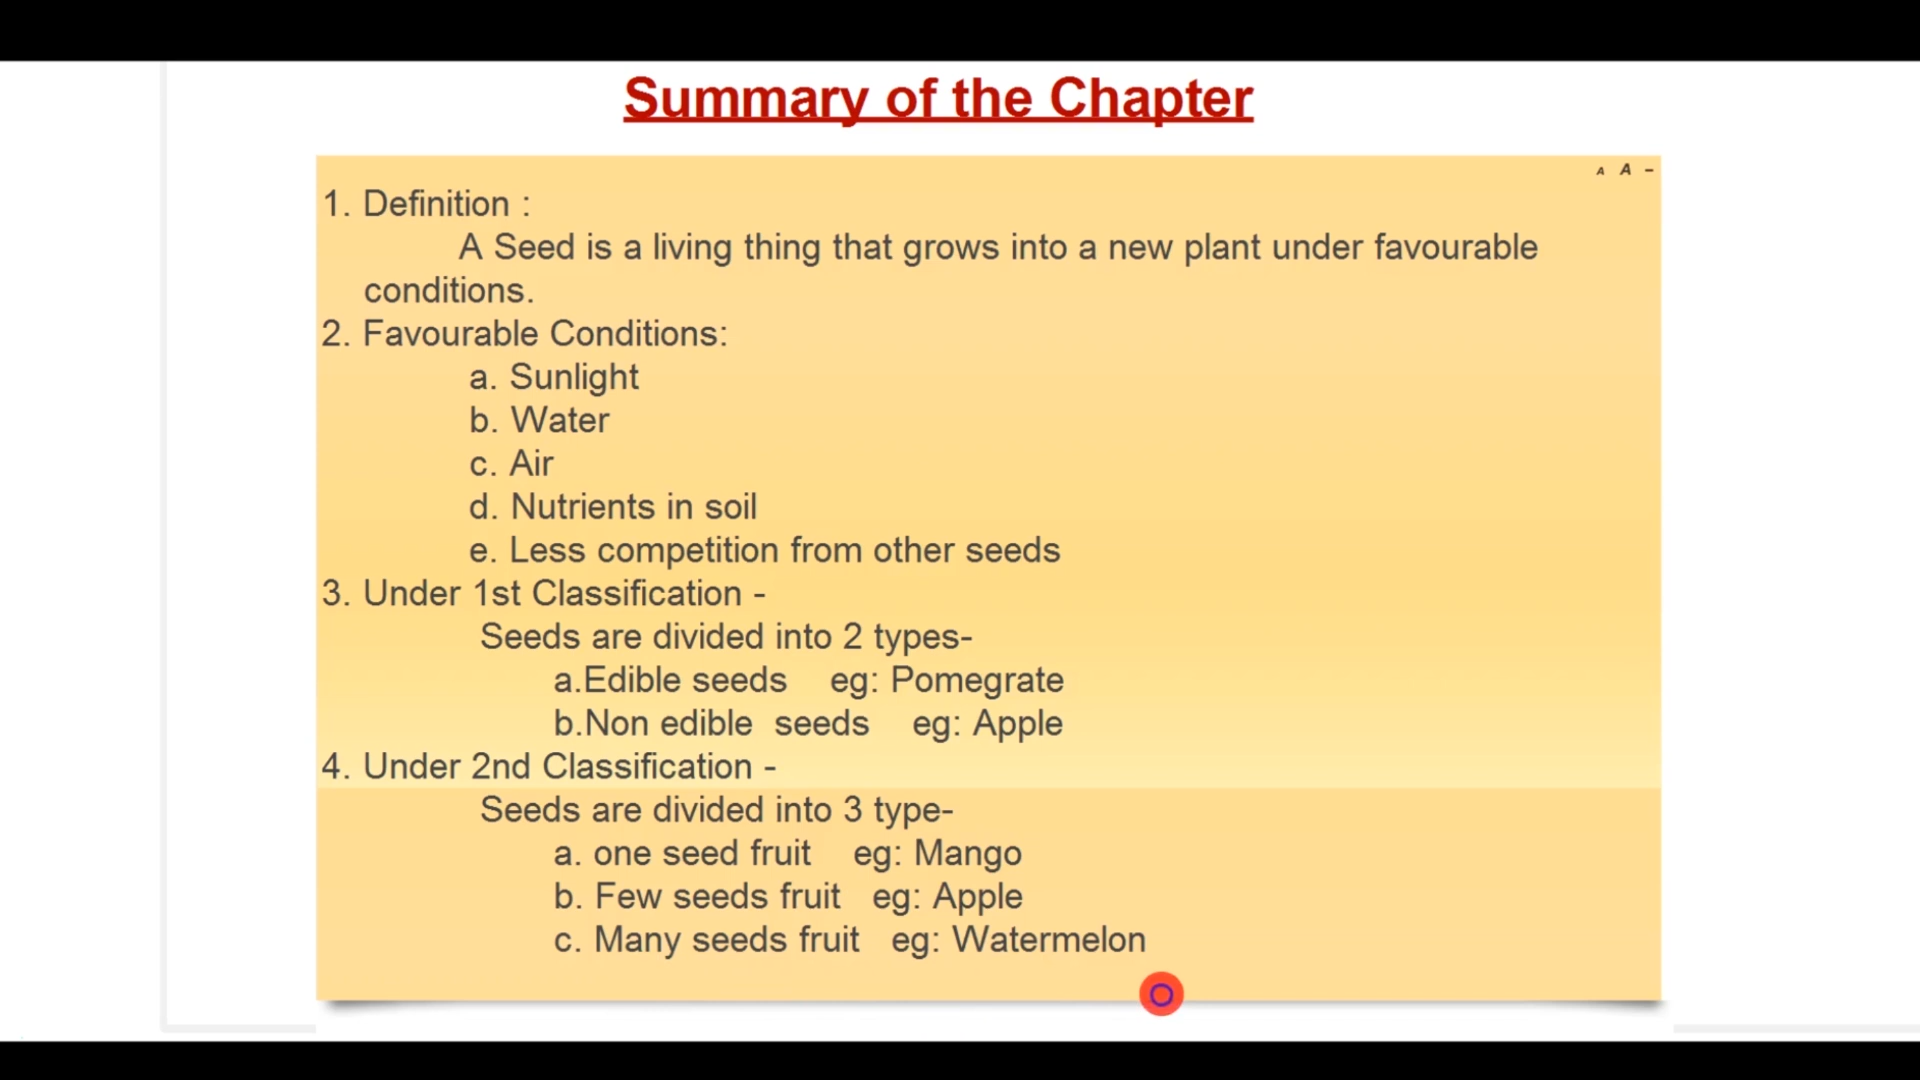 Summary of the Chapter
A A -
1. Definition :
A Seed is a living thing that grows into a new plant under favourable
conditions.
2. Favourable Conditions:
a. Sunlight
b. Water
c. Air
d. Nutrients in soil
e. Less competition from other seeds
3. Under 1st Classification -
Seeds are divided into 2 types-
a.Edible seeds eg: Pomegrate
b.Non edible seeds eg: Apple
4. Under 2nd Classification -
Seeds are divided into 3 type-
a. one seed fruit eg: Mango
b. Few seeds fruit eg: Apple
c. Many seeds fruit eg: Watermelon